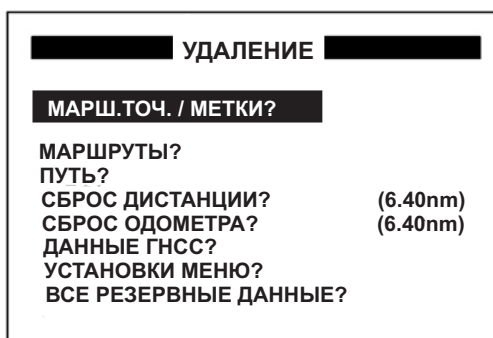 УДАЛЕНИЕ
МАРШ.ТОЧ. / МЕТКИ?
МАРШРУТЫ?
ПУТЬ?
СБРОС ДИСТАНЦИИ? (6.40nm)
СБРОС ОДОМЕТРА? (6.40nm)
ДАННЫЕ ГНСС?
УСТАНОВКИ МЕНЮ?
ВСЕ РЕЗЕРВНЫЕ ДАННЫЕ?